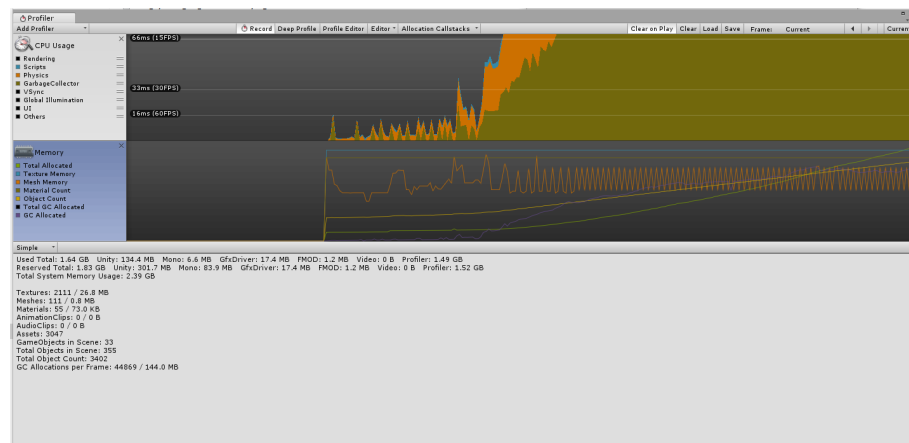 Profiler
Add Profiler Record Deep Profile Profile Editor Editor Allocation Callstacks Clear on Play Clear Load Save Frame: Current Curren
CPU Usage
Rendering
Scripts
Physics
GarbageCollector
VSync
Global Illumination
UI
Others
66ms (15FPS)
33ms (30FPS)
16ms (60FPS)
Memory
Total Allocated
Texture Memory
Mesh Memory
Material Count
Object Count
Total GC Allocated
GC Allocated
Simple
Used Total: 1.64 GB Unity: 134.4 MB Mono: 6.6 MB GfxDriver: 17.4 MB FMOD: 1.2 MB Video: 0 B Profiler: 1.49 GB
Reserved Total: 1.83 GB Unity: 301.7 MB Mono: 83.9 MB GfxDriver: 17.4 MB FMOD: 1.2 MB Video: 0 B Profiler: 1.52 GB
Total System Memory Usage: 2.39 GB
Textures: 2111 / 26.8 MB
Meshes: 111 / 0.8 MB
Materials: 55 / 73.0 KB
AnimationClips: 0 / 0 B
AudioClips: 0 / 0 B
Assets: 3047
GameObjects in Scene: 33
Total Objects in Scene: 355
Total Object Count: 3402
GC Allocations per Frame: 44869 / 144.0 MB